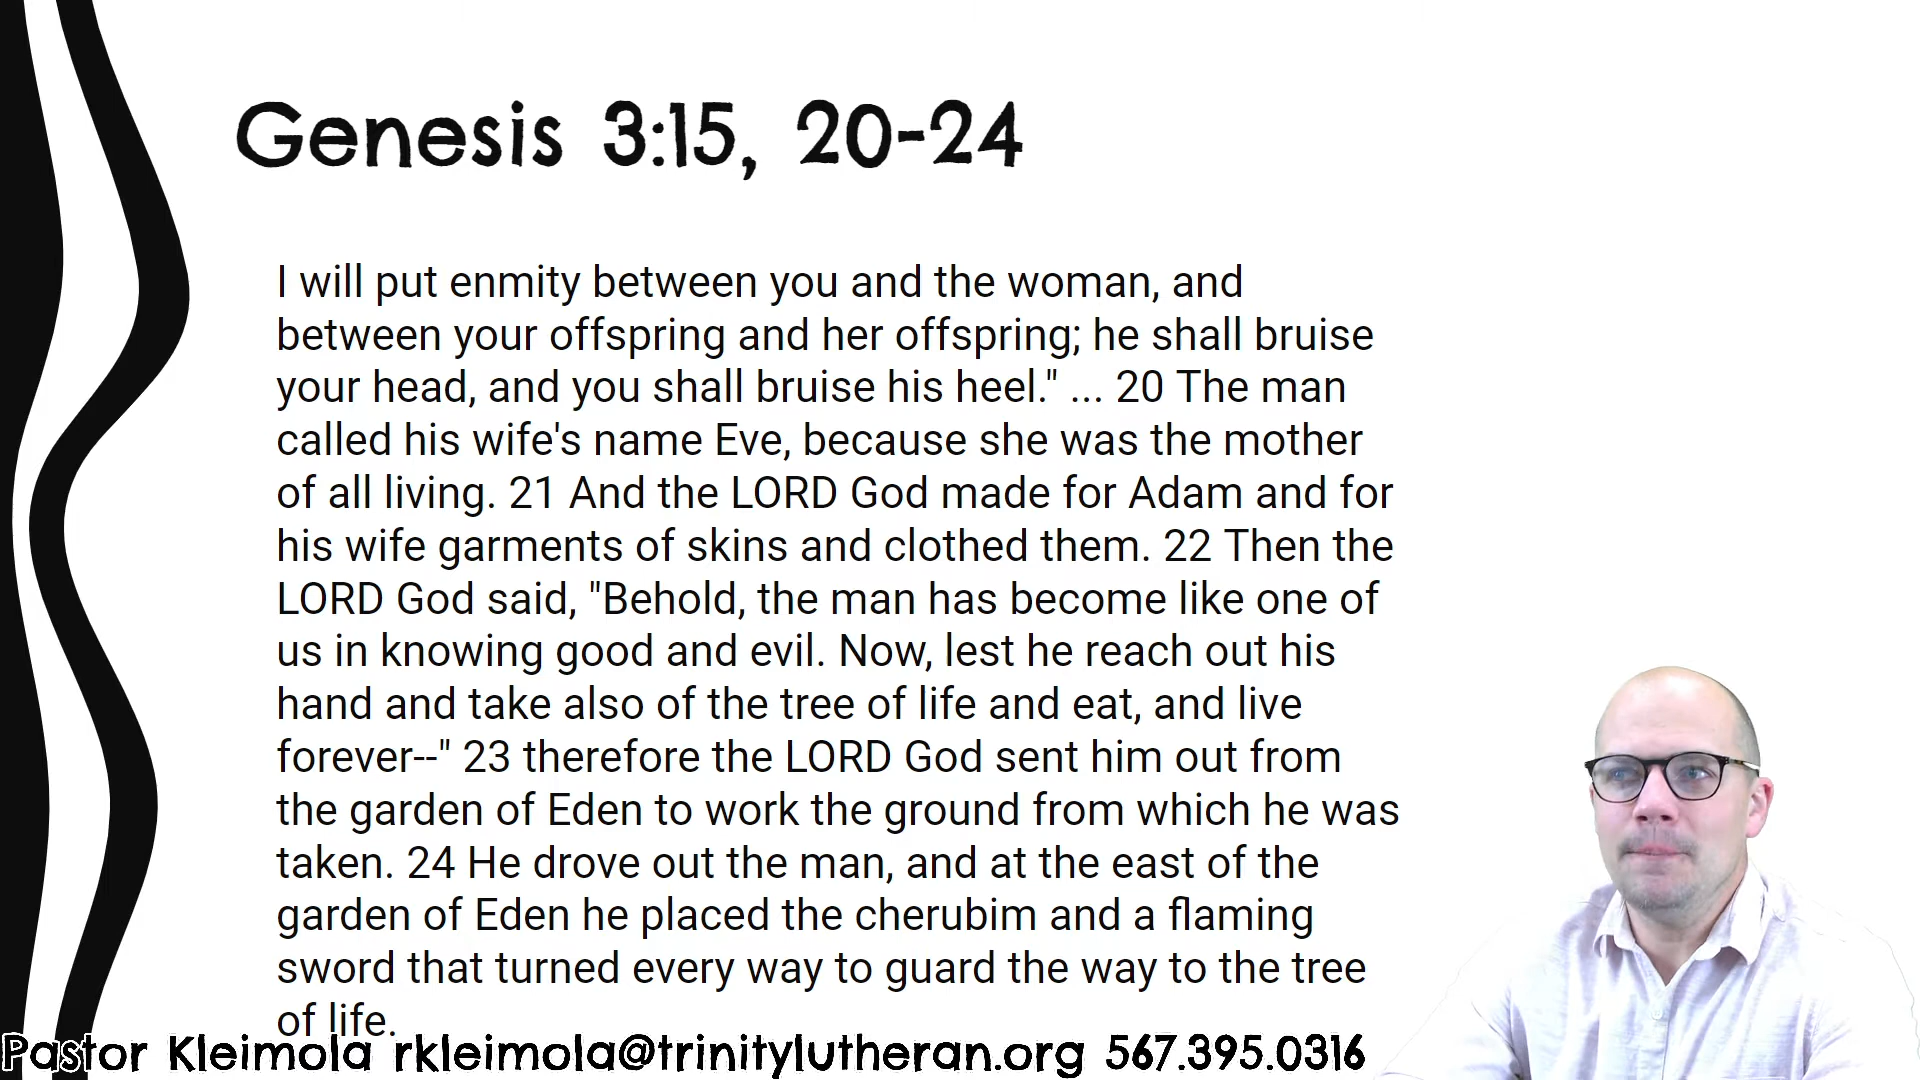 Genesis 3:15, 20-24
I will put enmity between you and the woman, and
between your offspring and her offspring; he shall bruise
your head, and you shall bruise his heel." ... 20 The man
called his wife's name Eve, because she was the mother
of all living. 21 And the LORD God made for Adam and for
his wife garments of skins and clothed them. 22 Then the
LORD God said, "Behold, the man has become like one of
us in knowing good and evil. Now, lest he reach out his
hand and take also of the tree of life and eat, and live
forever--" 23 therefore the LORD God sent him out from
the garden of Eden to work the ground from which he was
taken. 24 He drove out the man, and at the east of the
garden of Eden he placed the cherubim and a flaming
sword that turned every way to guard the way to the tree
of life.
Pastor Kleimola rkleimola@trinitylutheran.org 567.395.0316